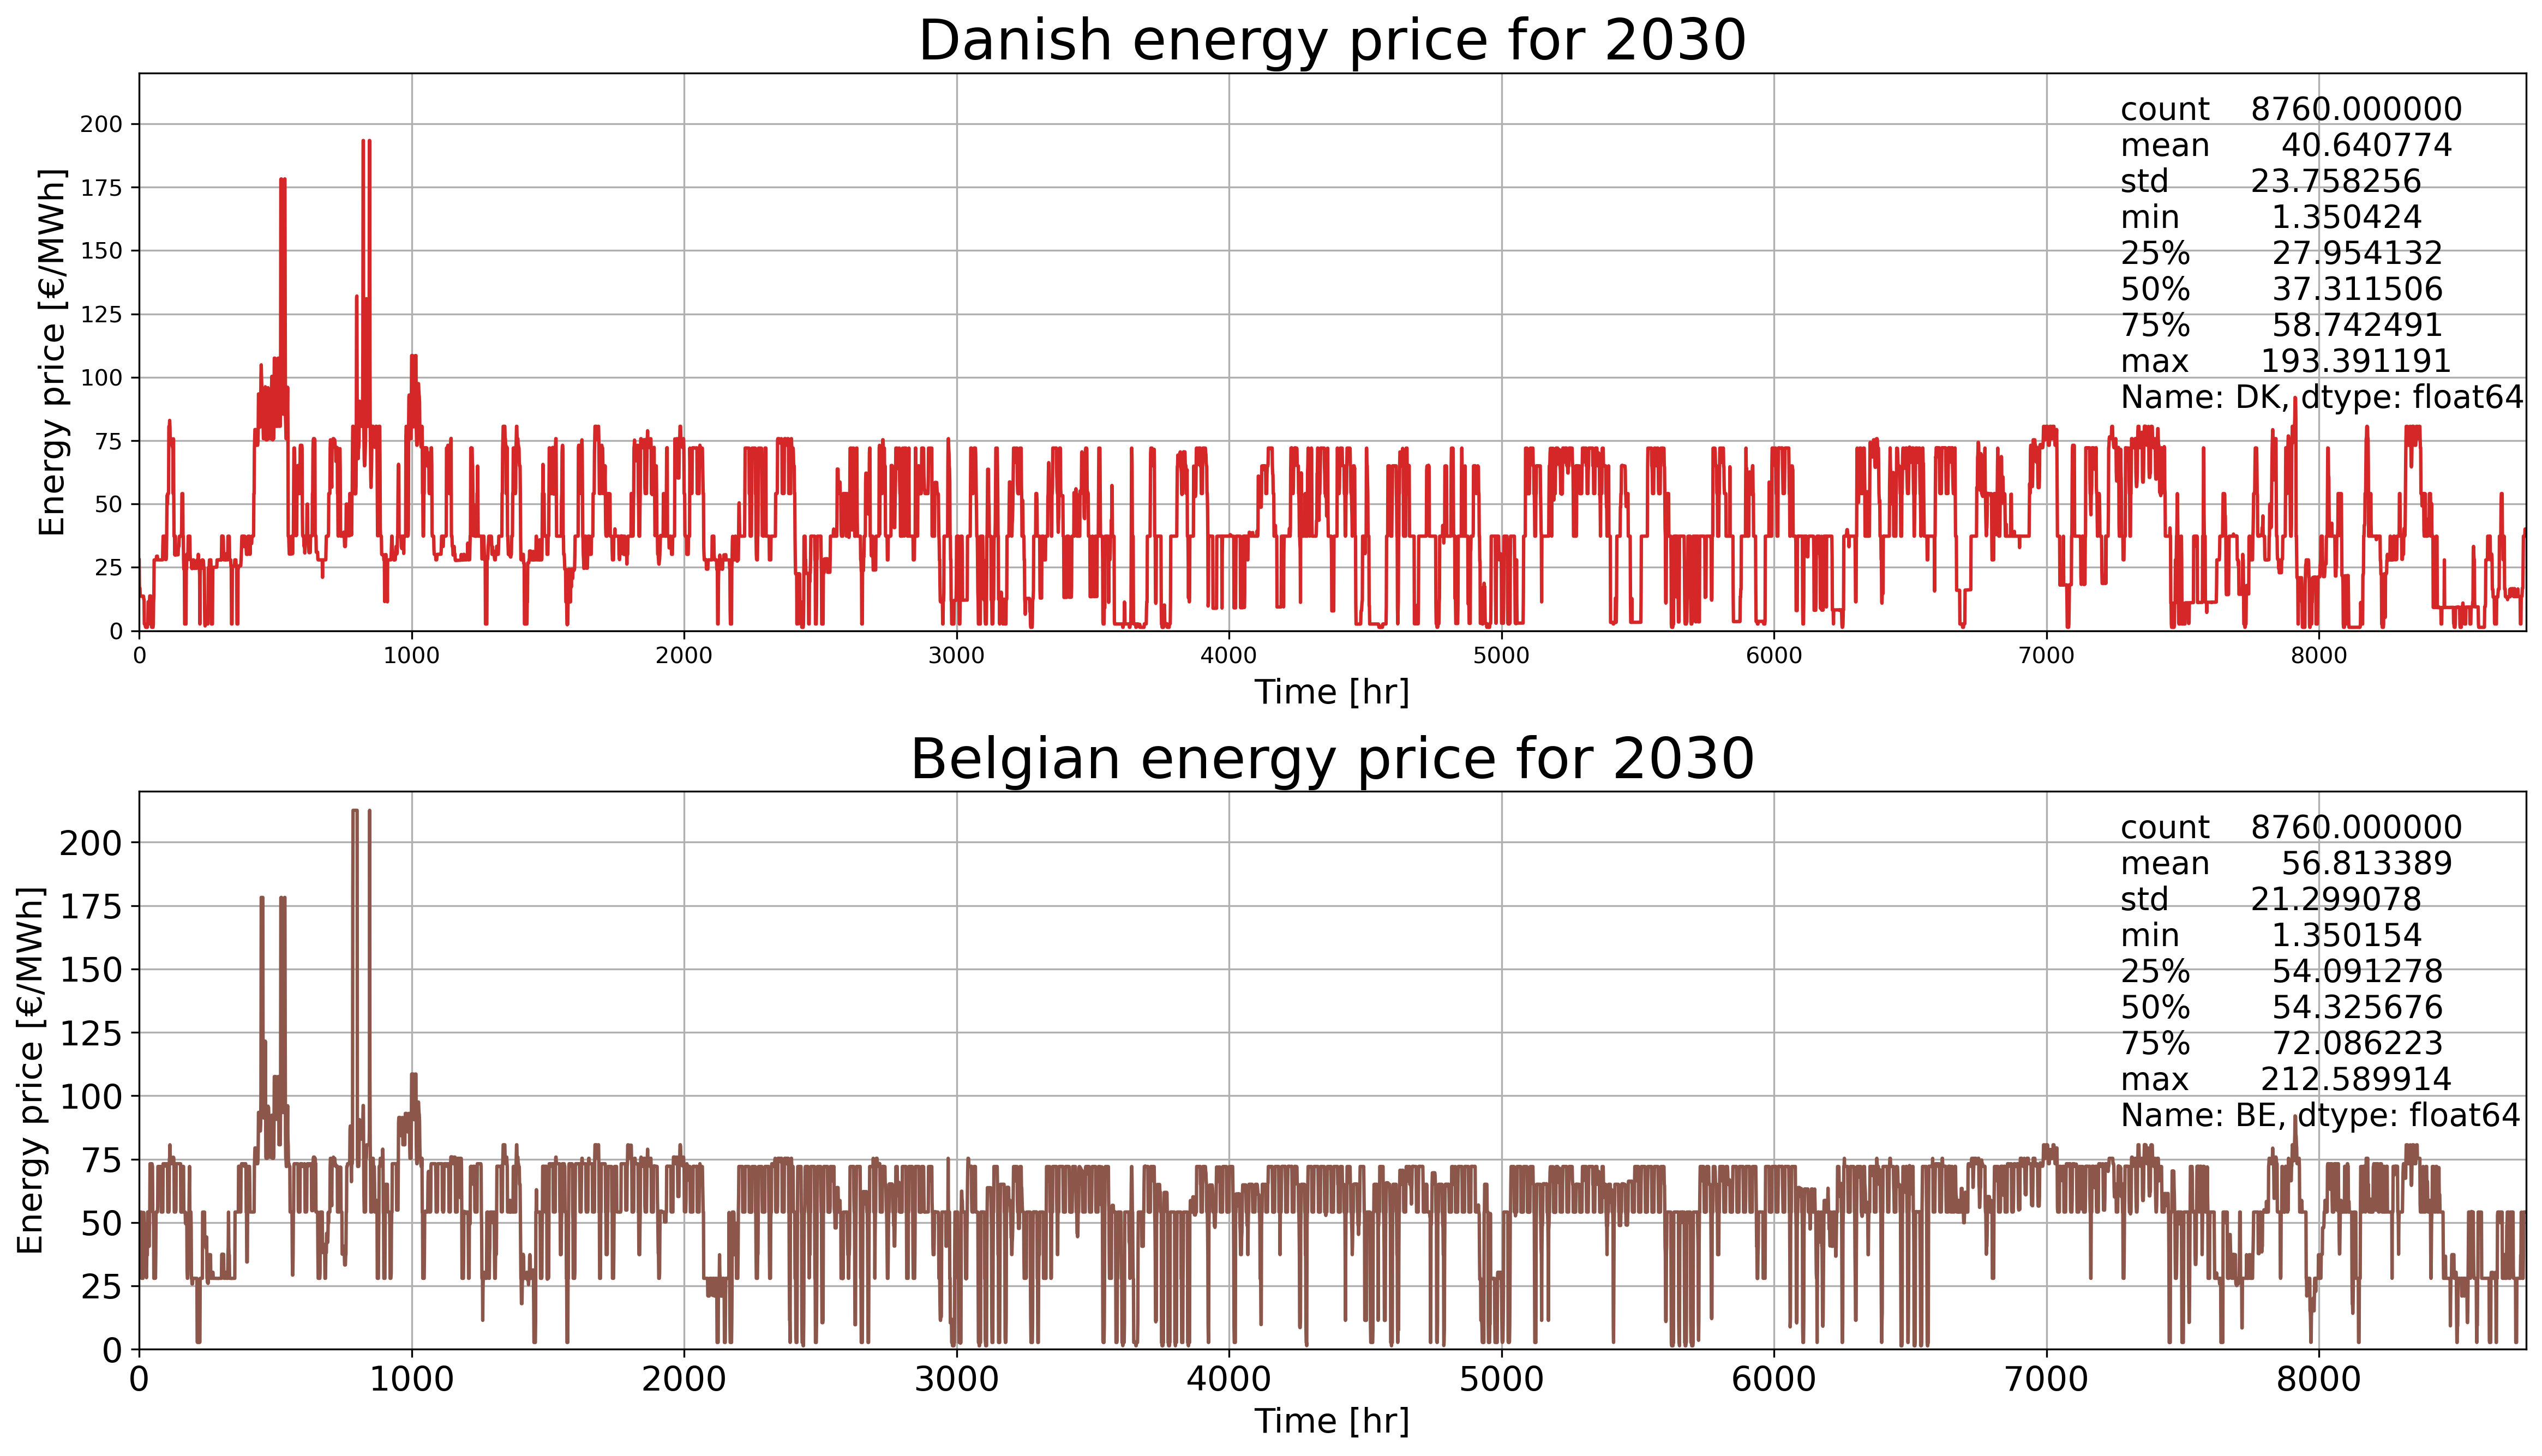 Danish energy price for 2030
Energy price [€/MWh]
200
175
150
125
100
75
50
25
0
count 8760.000000
mean 40.640774
std 23.758256
min 1.350424
25% 27.954132
50% 37.311506
75% 58.742491
max 193.391191
Name: DK, dtype: float64
0 1000 2000 3000 4000 5000 6000 7000 8000
Time [hr]
Belgian energy price for 2030
Energy price [€/MWh]
200
175
150
125
100
75
50
25
0
count 8760.000000
mean 56.813389
std 21.299078
min 1.350154
25% 54.091278
50% 54.325676
75% 72.086223
max 212.589914
Name: BE, dtype: float64
0 1000 2000 3000 4000 5000 6000 7000 8000
Time [hr]